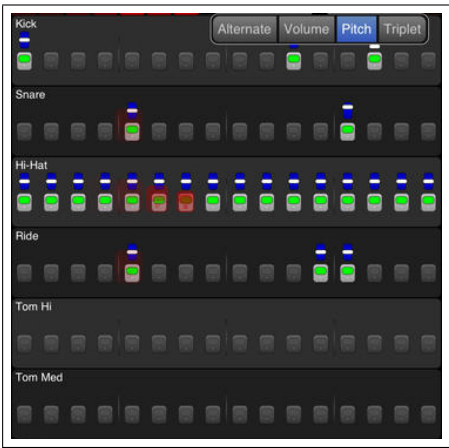 Kick
Alternate Volume Pitch Triplet
Snare
Hi-Hat
Ride
Tom Hi
Tom Med